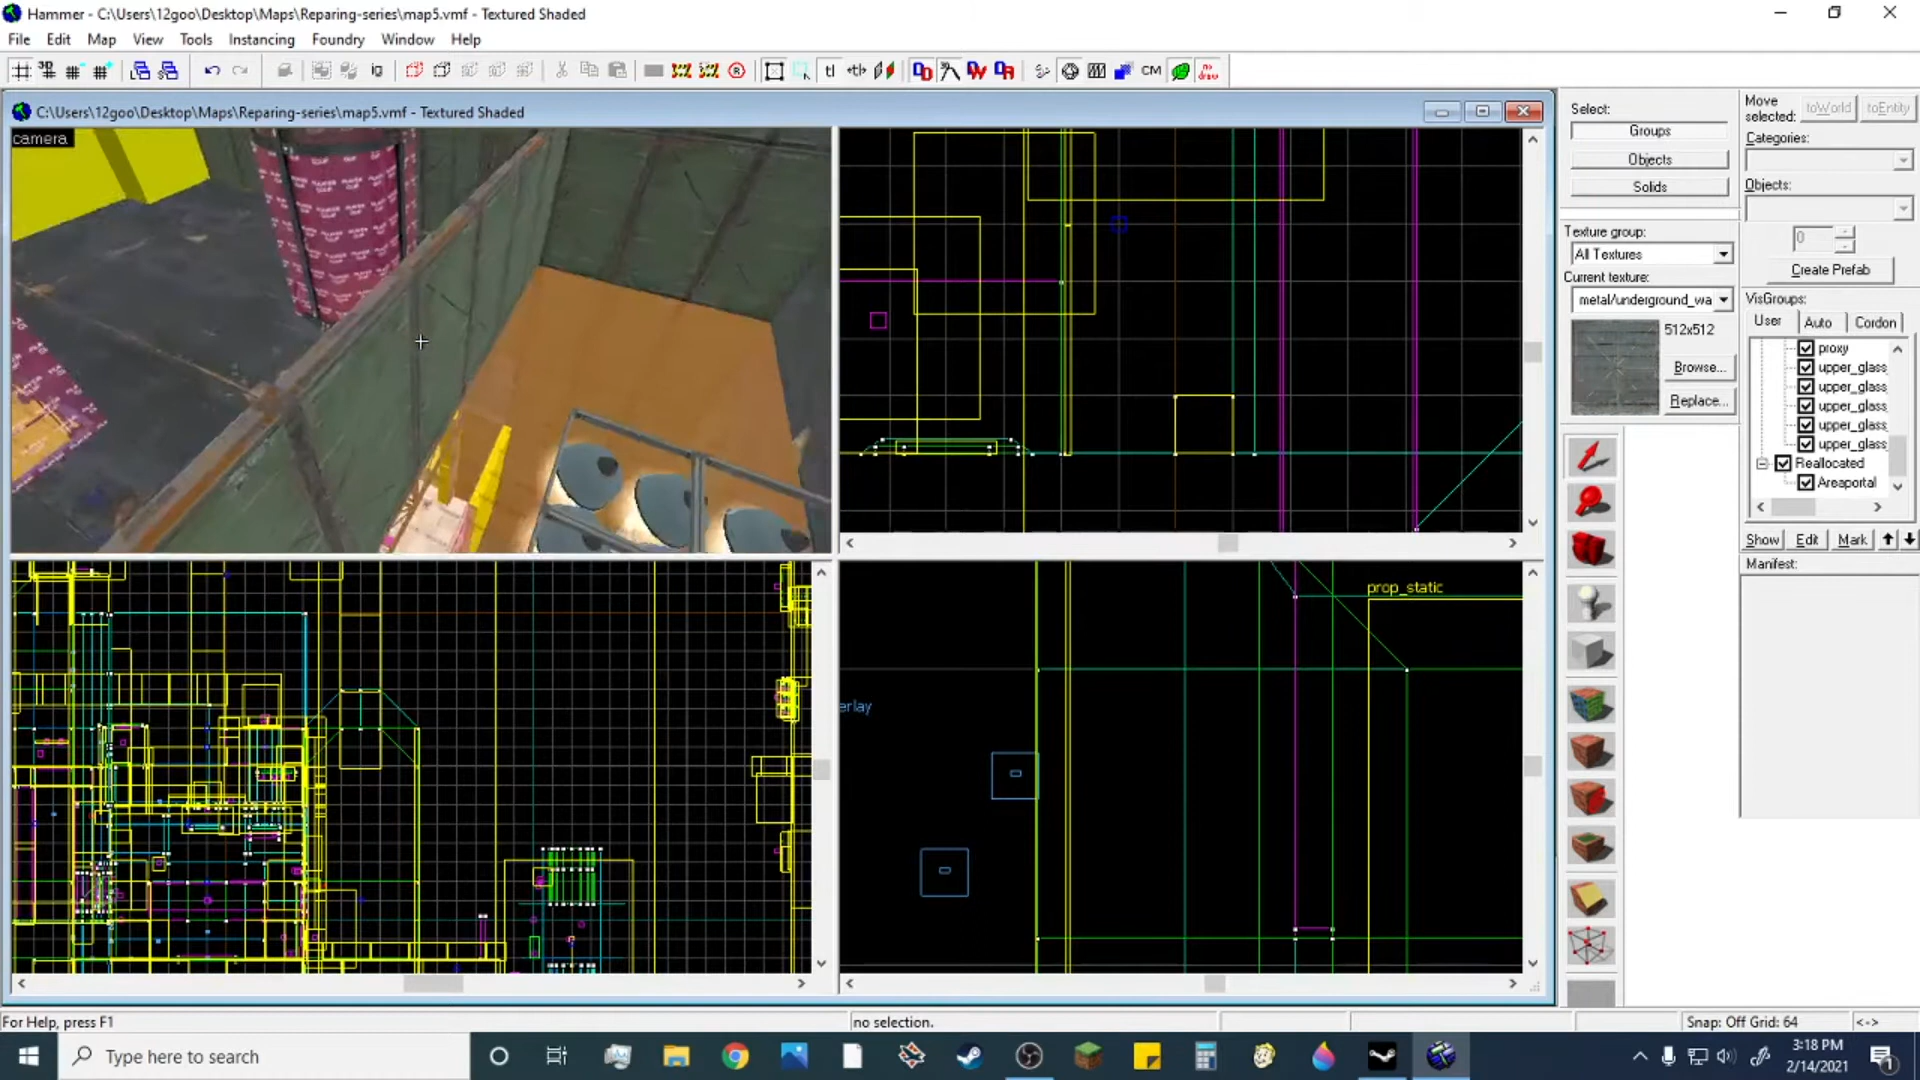 Hammer - C:\Users\12goo\Desktop\Maps\Reparing-series\map5.vmf - Textured Shaded
File Edit Map View Tools Instancing Foundry Window Help
CM
C:\Users\12goo\Desktop\Maps\Reparing-series\map5.vmf - Textured Shaded
camera
Select:
Groups
Objects
Solids
Texture group:
All Textures
Current texture:
metal/underground_wa
512x512
Browse...
Replace...
Move selected:
toWorld toEntity
Categories:
Objects:
0
Create Prefab
VisGroups:
User Auto Cordon
proxy
upper_glass
upper_glass
upper_glass
upper_glass
upper_glass
Reallocated
Areaportal
Show Edit Mark
Manifest:
prop_static
erlay
For Help, press F1
no selection.
Snap: Off Grid: 64
<->
Type here to search
3:18 PM
2/14/2021
1